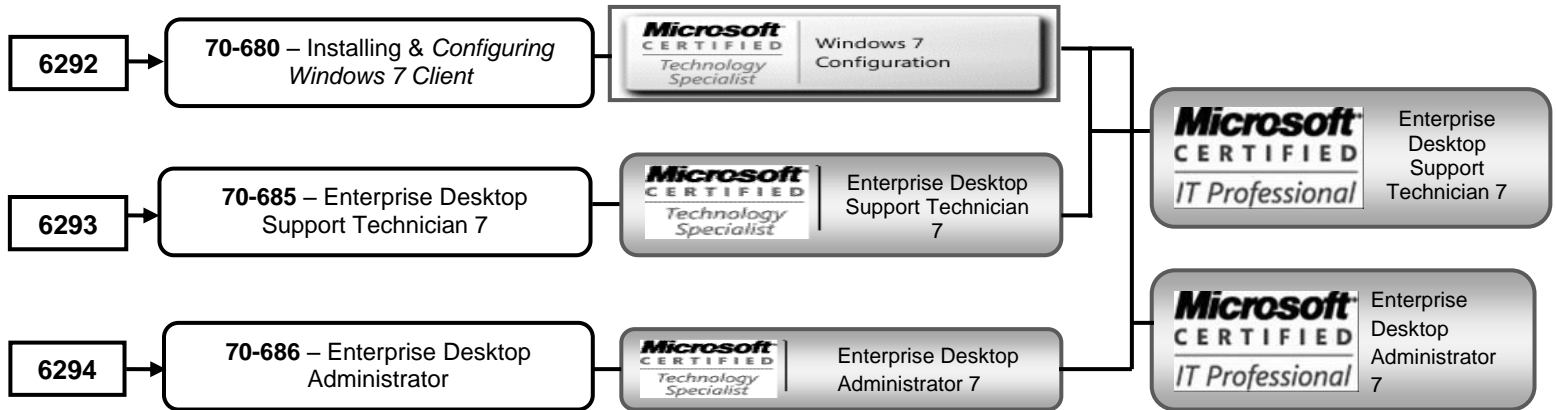 6292
70-680 – Installing & Configuring
Windows 7 Client
Microsoft
CERTIFIED
Technology
Specialist
Windows 7
Configuration
6293
70-685 – Enterprise Desktop
Support Technician 7
Microsoft
CERTIFIED
Technology
Specialist
Enterprise Desktop
Support Technician
7
6294
70-686 – Enterprise Desktop
Administrator
Microsoft
CERTIFIED
Technology
Specialist
Enterprise Desktop
Administrator 7
Microsoft
CERTIFIED
IT Professional
Enterprise
Desktop
Support
Technician 7
Microsoft
CERTIFIED
IT Professional
Enterprise
Desktop
Administrator
7